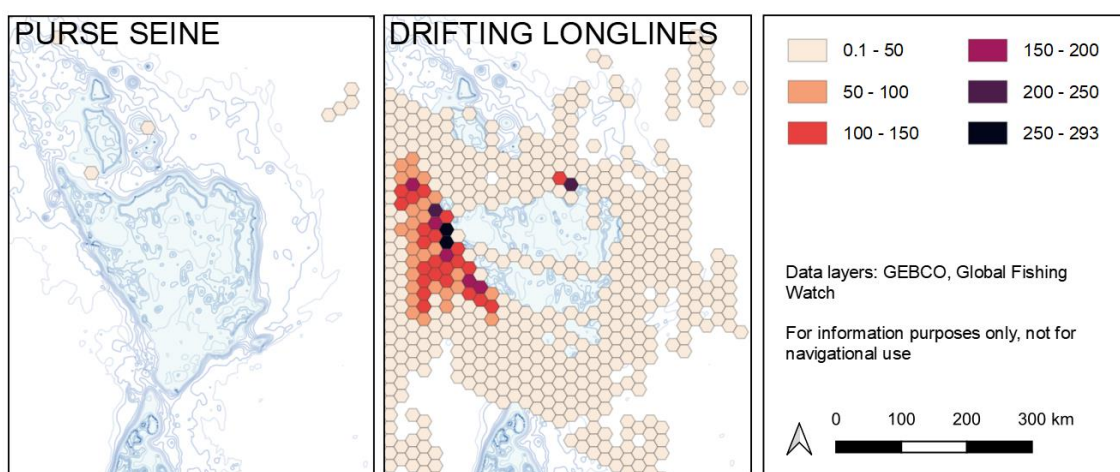 PURSE SEINE
DRIFTING LONGLINES
0.1 - 50
50 - 100
100 - 150
150 - 200
200 - 250
250 - 293
Data layers: GEBCO, Global Fishing
Watch
For information purposes only, not for
navigational use
0 100 200 300 km